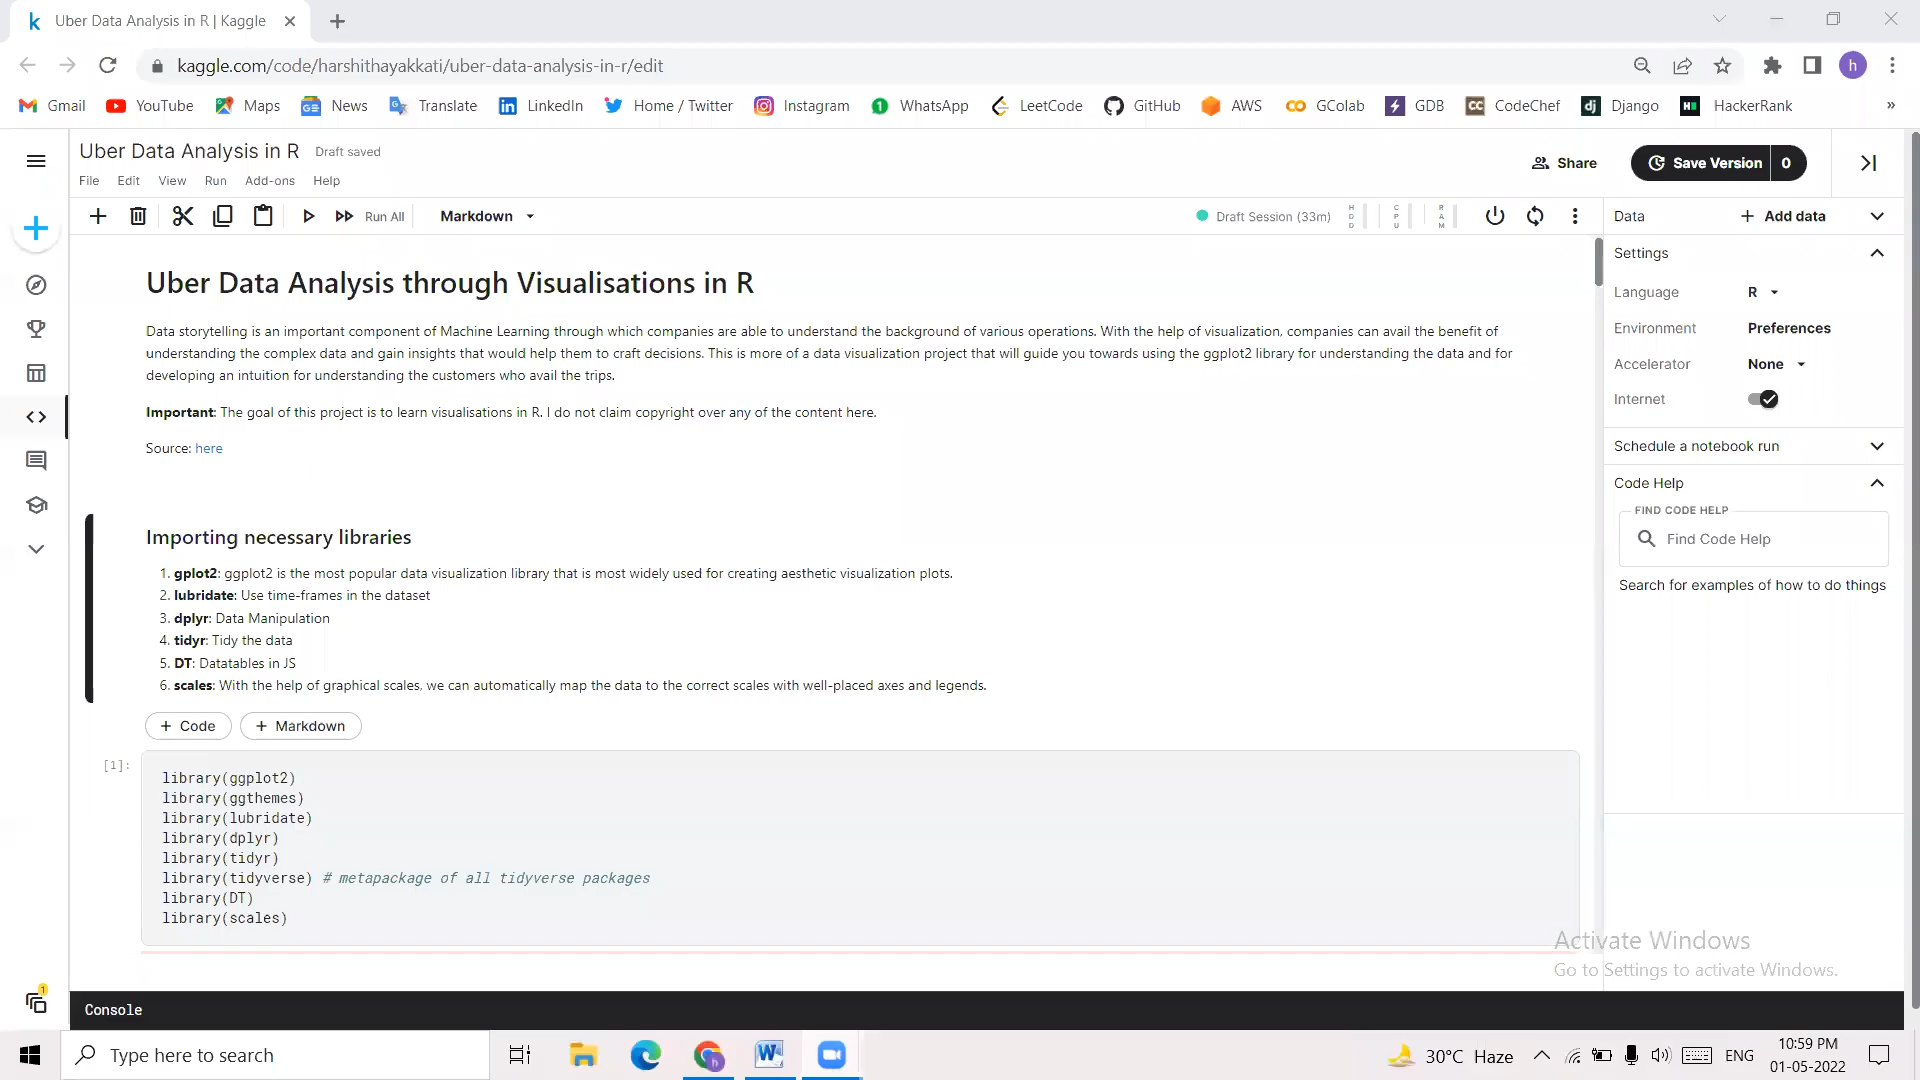 Uber Data Analysis in R | Kaggle
kaggle.com/code/harshithayakkati/uber-data-analysis-in-r/edit
h
Gmail YouTube Maps News Translate LinkedIn Home / Twitter Instagram WhatsApp LeetCode GitHub AWS GColab GDB CodeChef Django HackerRank »
Uber Data Analysis in R Draft saved
File Edit View Run Add-ons Help
Share
Save Version 0
Run All Markdown
Draft Session (33m)
HDD
CPU
RAM
Uber Data Analysis through Visualisations in R
Data storytelling is an important component of Machine Learning through which companies are able to understand the background of various operations. With the help of visualization, companies can avail the benefit of
understanding the complex data and gain insights that would help them to craft decisions. This is more of a data visualization project that will guide you towards using the ggplot2 library for understanding the data and for
developing an intuition for understanding the customers who avail the trips.
Important: The goal of this project is to learn visualisations in R. I do not claim copyright over any of the content here.
Source: here
Importing necessary libraries
1. gplot2: ggplot2 is the most popular data visualization library that is most widely used for creating aesthetic visualization plots.
2. lubridate: Use time-frames in the dataset
3. dplyr: Data Manipulation
4. tidyr: Tidy the data
5. DT: Datatables in JS
6. scales: With the help of graphical scales, we can automatically map the data to the correct scales with well-placed axes and legends.
+ Code + Markdown
[1]:
library(ggplot2)
library(ggthemes)
library(lubridate)
library(dplyr)
library(tidyr)
library(tidyverse) # metapackage of all tidyverse packages
library(DT)
library(scales)
Data + Add data
Settings
Language R
Environment Preferences
Accelerator None
Internet
Schedule a notebook run
Code Help
FIND CODE HELP
Find Code Help
Search for examples of how to do things
Activate Windows
Go to Settings to activate Windows.
1
Console
Type here to search
30°C Haze
ENG
10:59 PM
01-05-2022